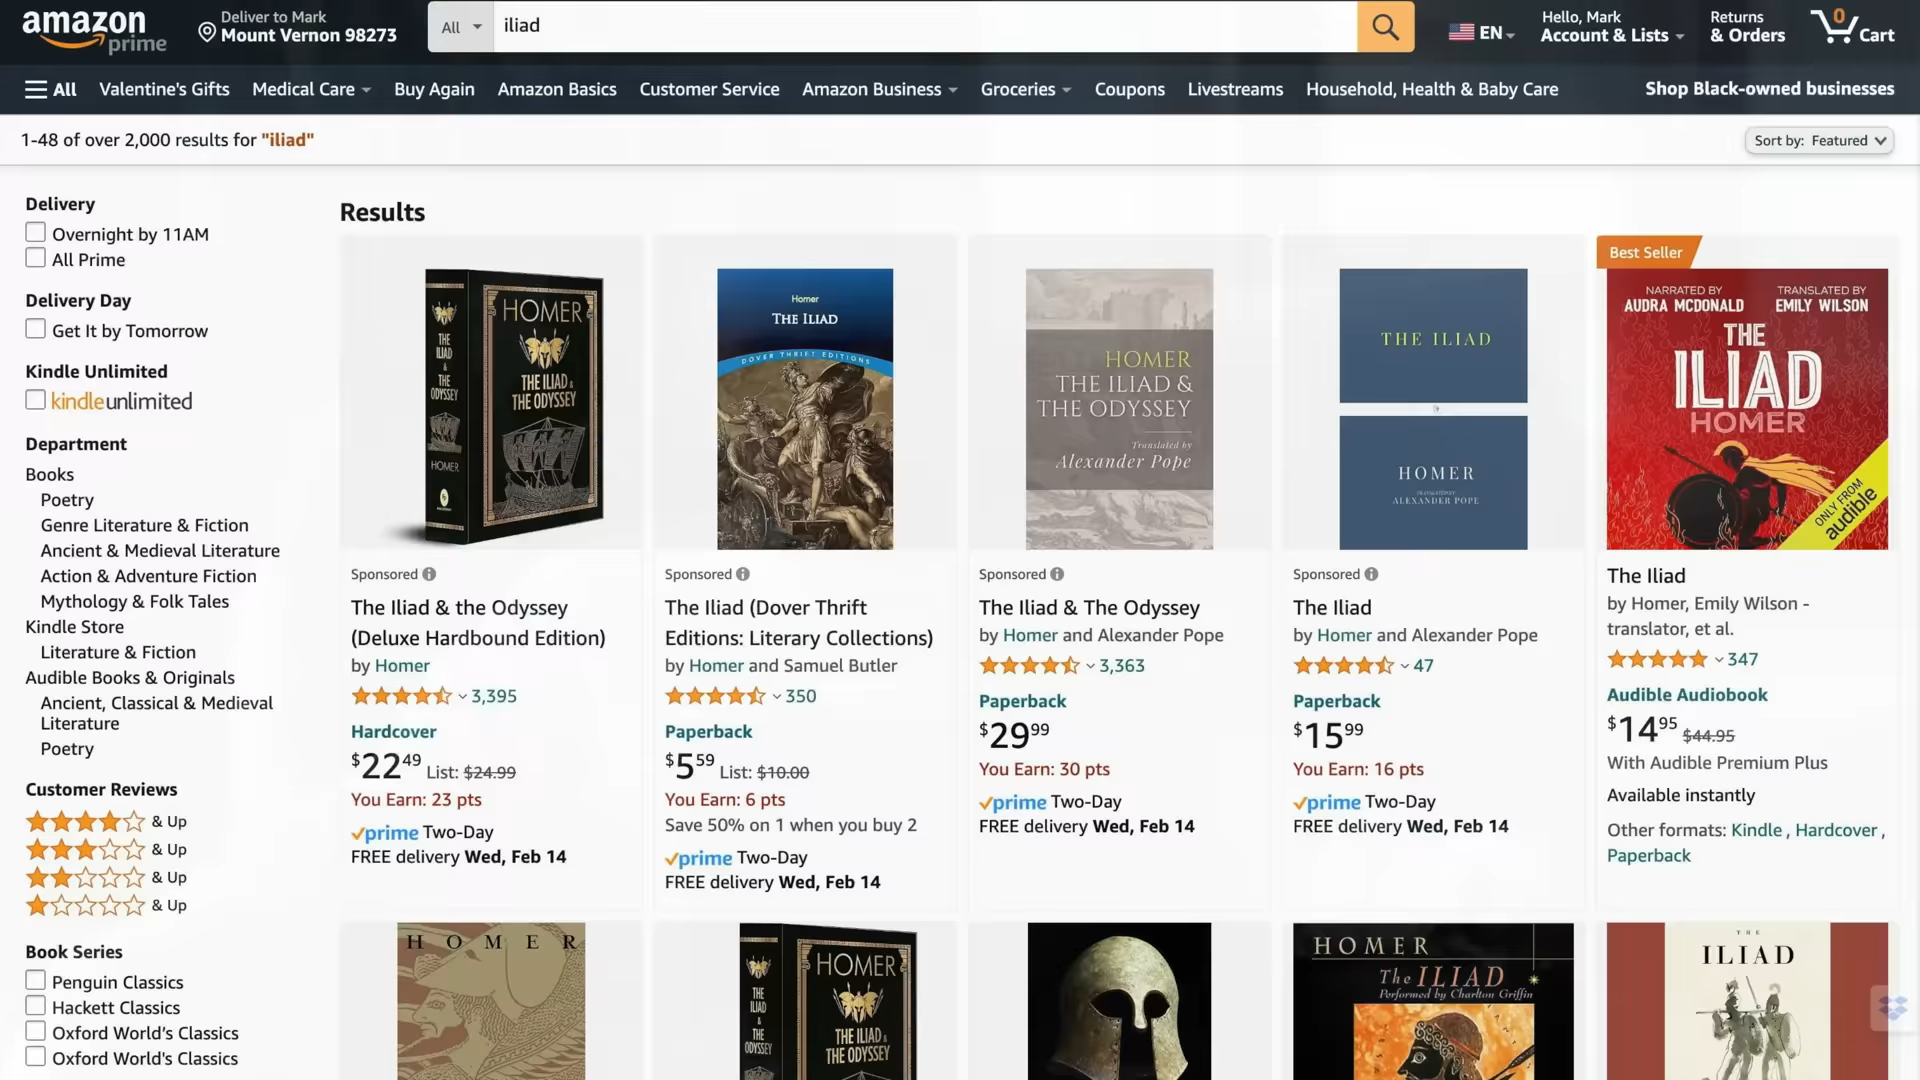 amazon
prime
Deliver to Mark
Mount Vernon 98273
All
iliad
EN
Hello, Mark
Account & Lists
Returns
& Orders
0
Cart
All
Valentine's Gifts
Medical Care
Buy Again
Amazon Basics
Customer Service
Amazon Business
Groceries
Coupons
Livestreams
Household, Health & Baby Care
Shop Black-owned businesses
1-48 of over 2,000 results for "iliad"
Sort by: Featured
Delivery
Overnight by 11AM
All Prime
Delivery Day
Get It by Tomorrow
Kindle Unlimited
kindleunlimited
Department
Books
Poetry
Genre Literature & Fiction
Ancient & Medieval Literature
Action & Adventure Fiction
Mythology & Folk Tales
Kindle Store
Literature & Fiction
Audible Books & Originals
Ancient, Classical & Medieval
Literature
Poetry
Customer Reviews
& Up
& Up
& Up
& Up
Book Series
Penguin Classics
Hackett Classics
Oxford World's Classics
Oxford World's Classics
Results
THE
ILIAD
&
THE
ODYSSEY
HOMER
HOMER
THE ILIAD &
THE ODYSSEY
Sponsored
The Iliad & the Odyssey
(Deluxe Hardbound Edition)
by Homer
3,395
Hardcover
$22.49 List: $24.99
You Earn: 23 pts
prime Two-Day
FREE delivery Wed, Feb 14
Homer
THE ILIAD
DOVER THRIFT EDITIONS
Sponsored
The Iliad (Dover Thrift
Editions: Literary Collections)
by Homer and Samuel Butler
350
Paperback
$5.59 List: $10.00
You Earn: 6 pts
Save 50% on 1 when you buy 2
prime Two-Day
FREE delivery Wed, Feb 14
HOMER
THE ILIAD &
THE ODYSSEY
Translated by
Alexander Pope
Sponsored
The Iliad & The Odyssey
by Homer and Alexander Pope
3,363
Paperback
$29.99
You Earn: 30 pts
prime Two-Day
FREE delivery Wed, Feb 14
THE ILIAD
HOMER
TRANSLATED BY
ALEXANDER POPE
Sponsored
The Iliad
by Homer and Alexander Pope
47
Paperback
$15.99
You Earn: 16 pts
prime Two-Day
FREE delivery Wed, Feb 14
Best Seller
NARRATED BY
AUDRA MCDONALD
TRANSLATED BY
EMILY WILSON
THE
ILIAD
HOMER
ONLY FROM
audible
The Iliad
by Homer, Emily Wilson -
translator, et al.
347
Audible Audiobook
$14.95 $44.95
With Audible Premium Plus
Available instantly
Other formats: Kindle , Hardcover ,
Paperback
HOMER
THE
ILIAD
&
THE
ODYSSEY
HOMER
THE ILIAD &
THE ODYSSEY
HOMER
The ILIAD
Performed by Charlton Griffin
THE
ILIAD